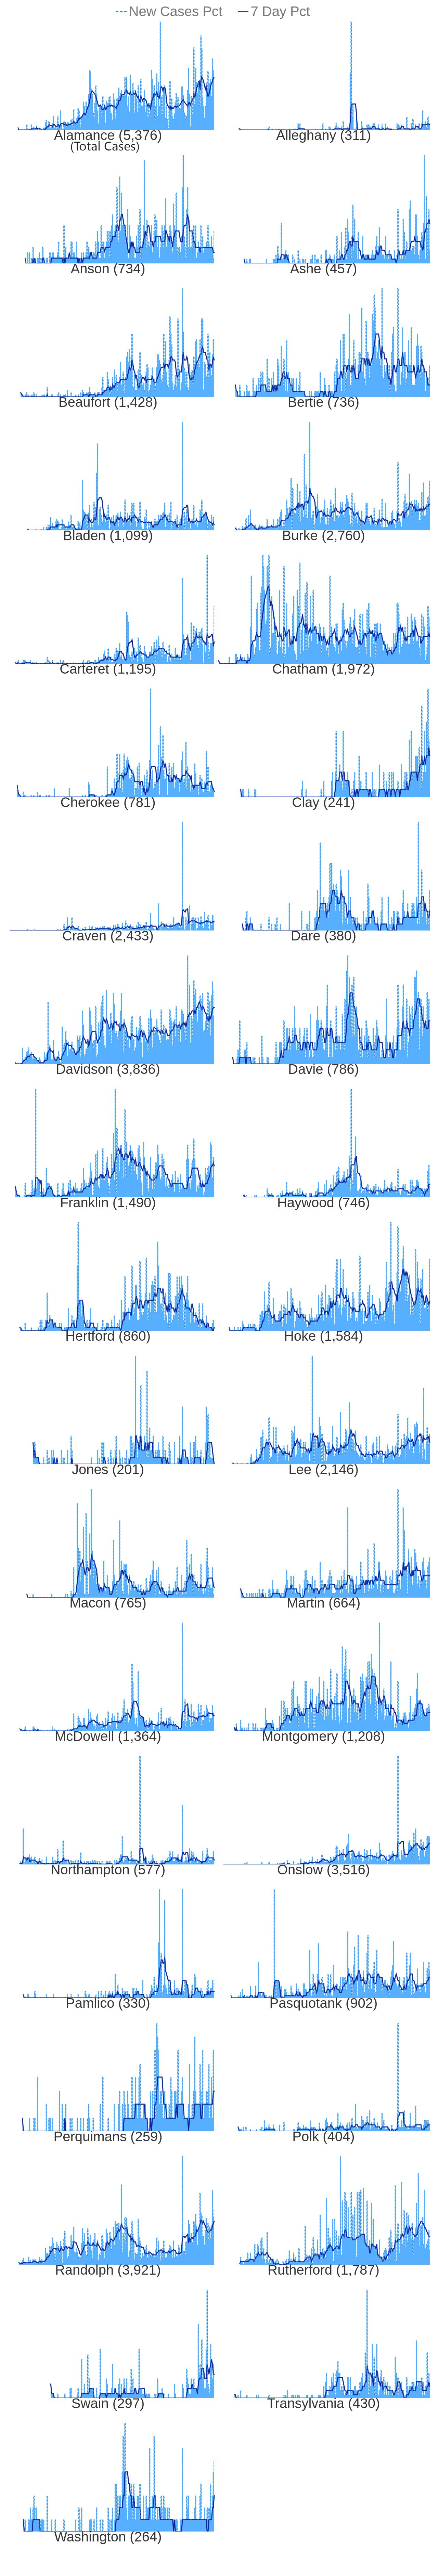 New Cases Pct 7 Day Pct
Alamance (5,376) Alleghany (311)
(Total Cases)
Anson (734) Ashe (457)
Beaufort (1,428) Bertie (736)
Bladen (1,099) Burke (2,760)
Carteret (1,195) Chatham (1,972)
Cherokee (781) Clay (241)
Craven (2,433) Dare (380)
Davidson (3,836) Davie (786)
Franklin (1,490) Haywood (746)
Hertford (860) Hoke (1,584)
Jones (201) Lee (2,146)
Macon (765) Martin (664)
McDowell (1,364) Montgomery (1,208)
Northampton (577) Onslow (3,516)
Pamlico (330) Pasquotank (902)
Perquimans (259) Polk (404)
Randolph (3,921) Rutherford (1,787)
Swain (297) Transylvania (430)
Washington (264)